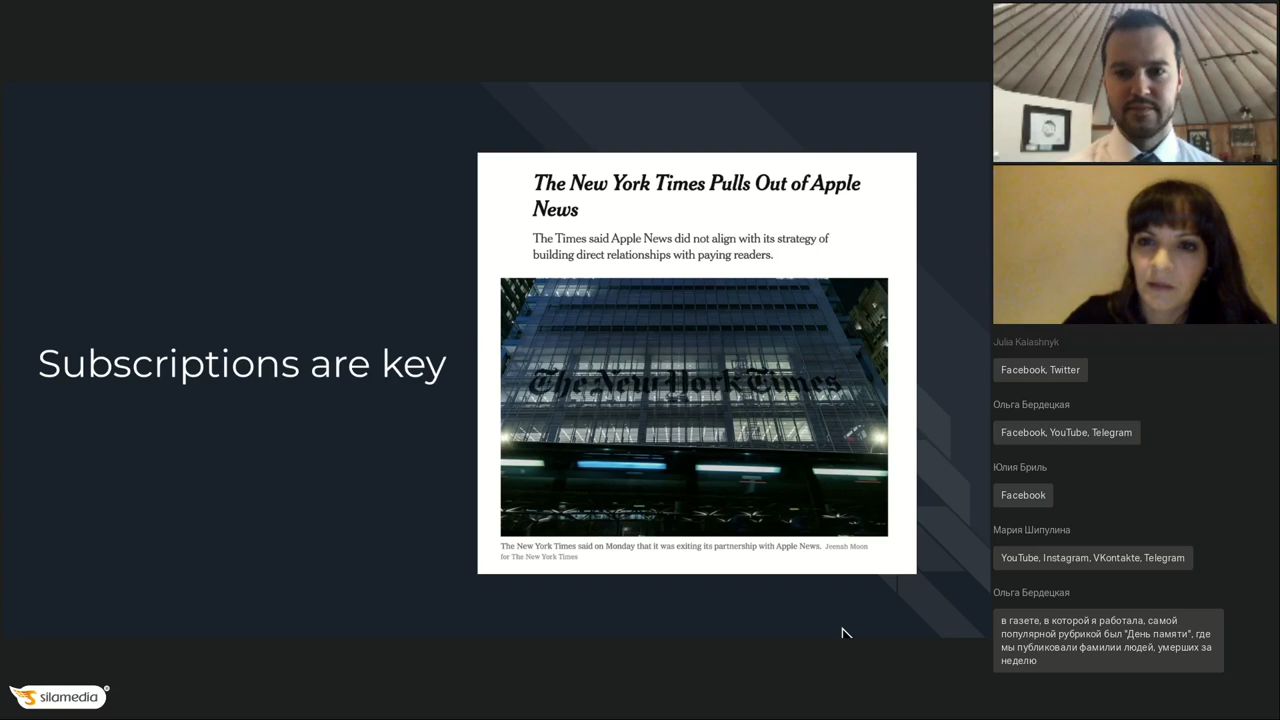 Subscriptions are key
The New York Times Pulls Out of Apple
News
The Times said Apple News did not align with its strategy of
building direct relationships with paying readers.
The New York Times
The New York Times said on Monday that it was exiting its partnership with Apple News. Jeenah Moon
for The New York Times
Julia Kalashnyk
Facebook, Twitter
Ольга Бердецкая
Facebook, YouTube, Telegram
Юлия Бриль
Facebook
Мария Шипулина
YouTube, Instagram, VKontakte, Telegram
Ольга Бердецкая
в газете, в которой я работала, самой
популярной рубрикой был "День памяти", где
мы публиковали фамилии людей, умерших за
неделю
silamedia